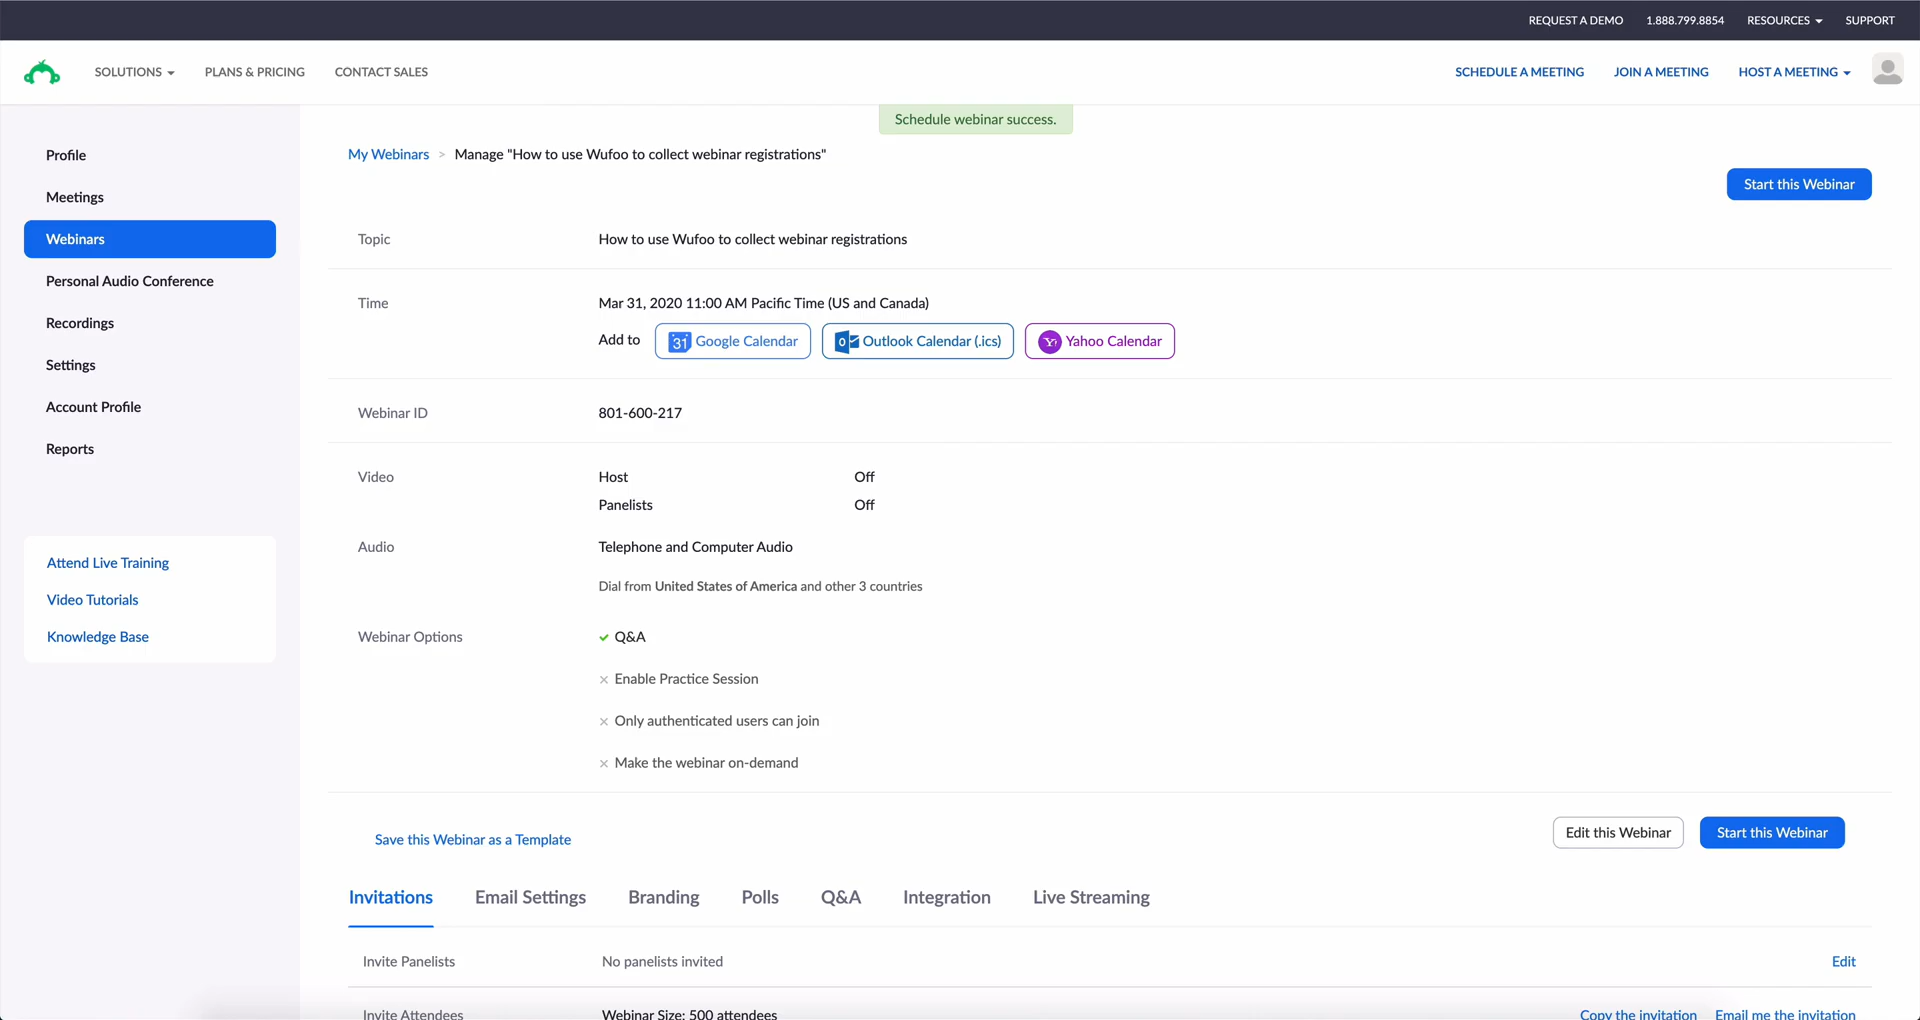 REQUEST A DEMO 1.888.799.8854 RESOURCES SUPPORT
SOLUTIONS PLANS & PRICING CONTACT SALES SCHEDULE A MEETING JOIN A MEETING HOST A MEETING
Schedule webinar success.
My Webinars > Manage "How to use Wufoo to collect webinar registrations"
Start this Webinar
Profile
Meetings
Webinars
Personal Audio Conference
Recordings
Settings
Account Profile
Reports
Attend Live Training
Video Tutorials
Knowledge Base
Topic How to use Wufoo to collect webinar registrations
Time Mar 31, 2020 11:00 AM Pacific Time (US and Canada)
Add to 31 Google Calendar Outlook Calendar (.ics) Yahoo Calendar
Webinar ID 801-600-217
Video Host Off
Panelists Off
Audio Telephone and Computer Audio
Dial from United States of America and other 3 countries
Webinar Options Q&A
Enable Practice Session
Only authenticated users can join
Make the webinar on-demand
Save this Webinar as a Template Edit this Webinar Start this Webinar
Invitations Email Settings Branding Polls Q&A Integration Live Streaming
Invite Panelists No panelists invited Edit
Invite Attendees Webinar Size: 500 attendees Copy the invitation Email me the invitation